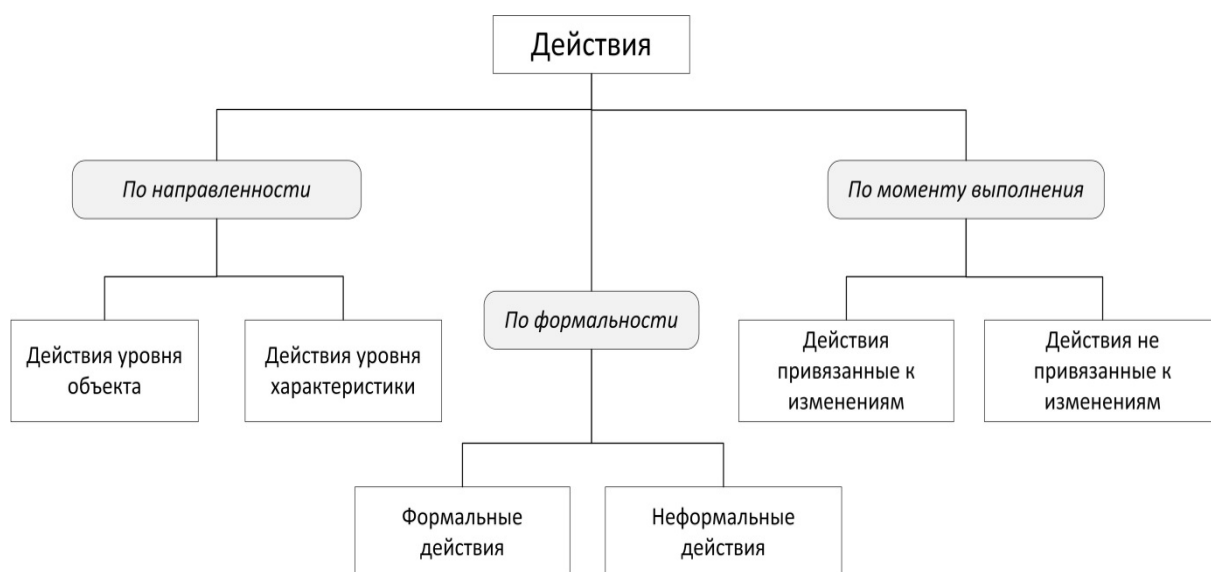 Действия
По направленности
По моменту выполнения
По формальности
Действия уровня
объекта
Действия уровня
характеристики
Действия
привязанные к
изменениям
Действия не
привязанные к
изменениям
Формальные
действия
Неформальные
действия